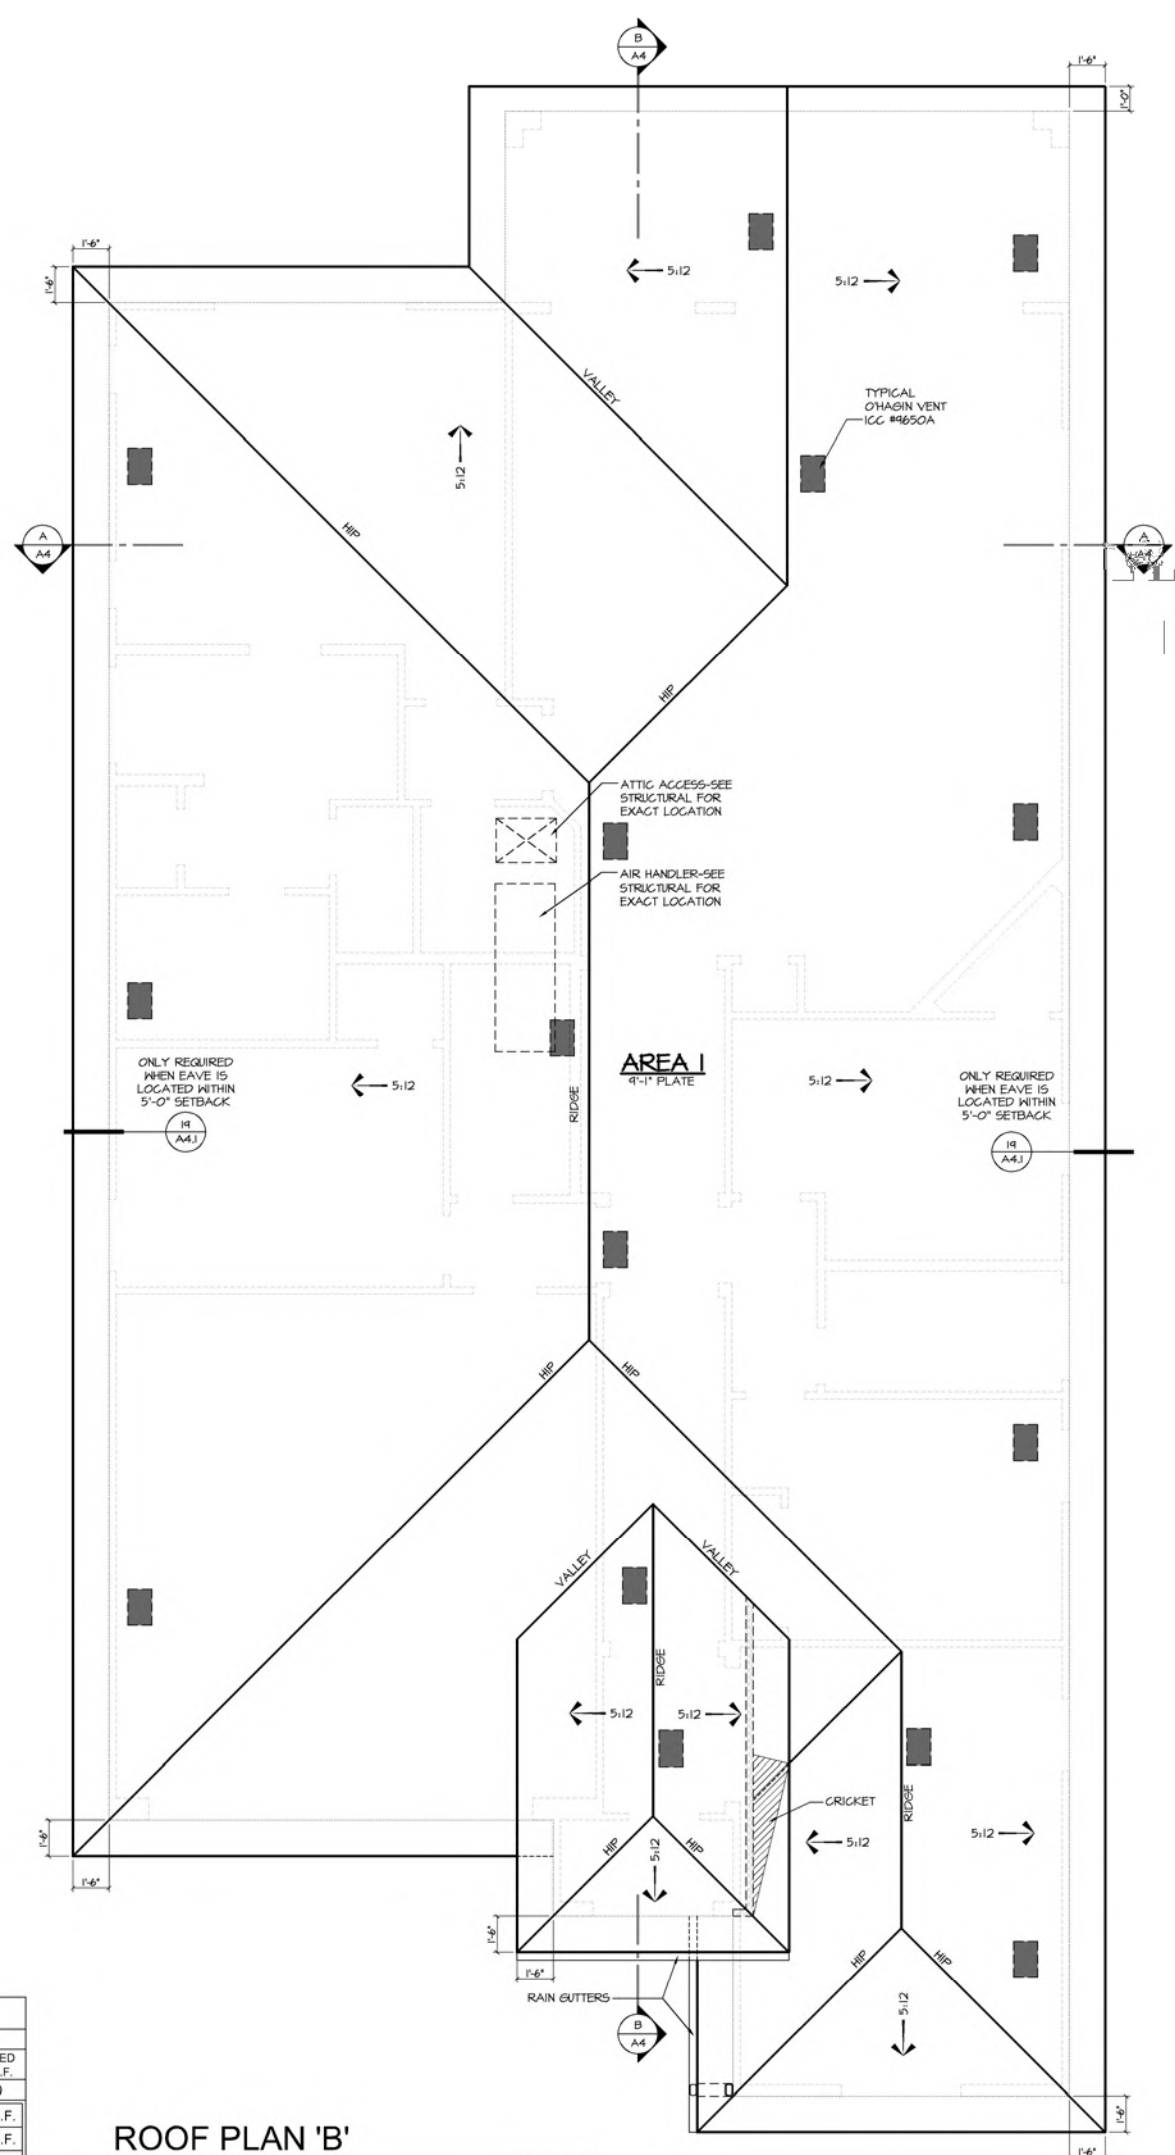 B
A4
1'-6"
1'-0"
1'-6"
1'-6"
5:12
5:12
VALLEY
TYPICAL
O'HAGIN VENT
ICC #9650A
5:12
HIP
A
A4
A
A4
HIP
ATTIC ACCESS-SEE
STRUCTURAL FOR
EXACT LOCATION
AIR HANDLER-SEE
STRUCTURAL FOR
EXACT LOCATION
AREA 1
9'-1" PLATE
ONLY REQUIRED
WHEN EAVE IS
LOCATED WITHIN
5'-0" SETBACK
5:12
RIDGE
5:12
ONLY REQUIRED
WHEN EAVE IS
LOCATED WITHIN
5'-0" SETBACK
19
A4.1
19
A4.1
HIP
HIP
VALLEY
VALLEY
RIDGE
5:12
5:12
CRICKET
RIDGE
1'-6"
HIP
5:12
HIP
5:12
5:12
1'-6"
1'-6"
1'-6"
HIP
HIP
RAIN GUTTERS
5:12
B
A4
ED
.F.
)
.F.
.F.
1'-6"
1'-6"
ROOF PLAN 'B'